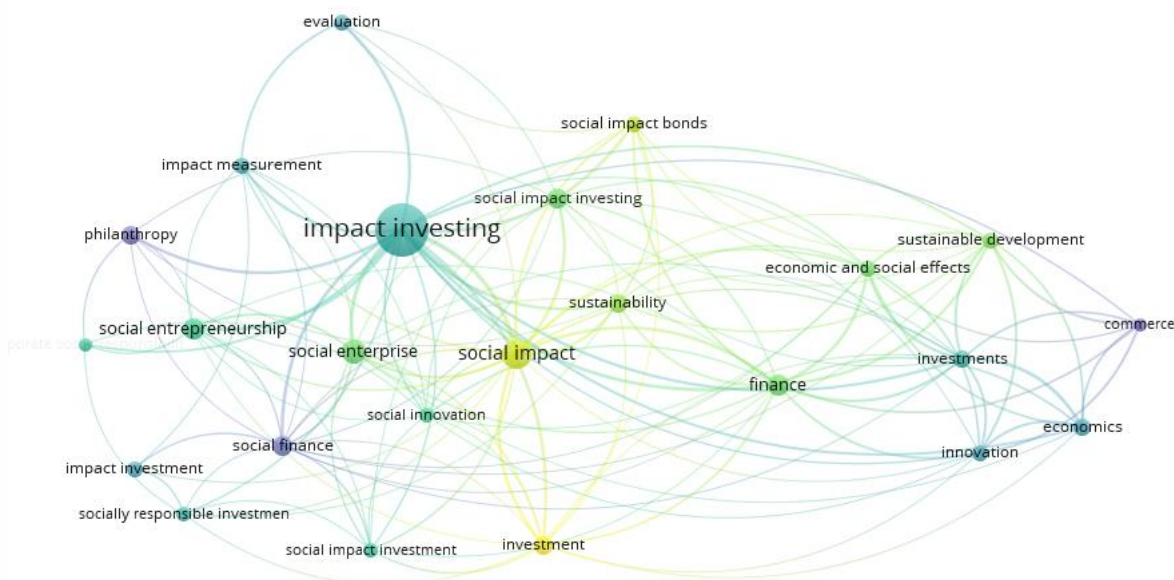 evaluation
social impact bonds
impact measurement
social impact investing
impact investing
philanthropy
sustainable development
economic and social effects
sustainability
commerce
social entrepreneurship
porate so
social enterprise
social impact
investments
finance
social innovation
economics
social finance
innovation
impact investment
socially responsible investmen
investment
social impact investment